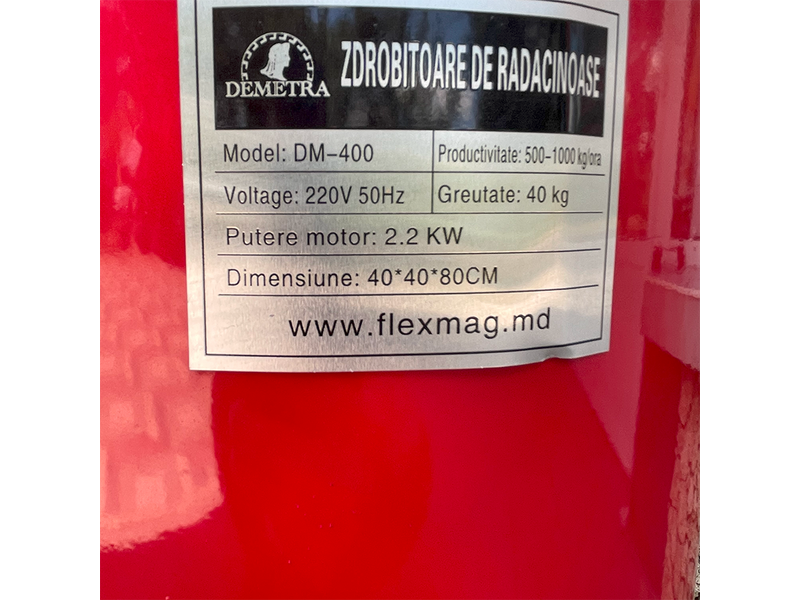 DEMETRA
ZDROBITOARE DE RADACINOASE
Model: DM-400
Productivitate: 500-1000 kg/ora
Voltage: 220V 50Hz
Greutate: 40 kg
Putere motor: 2.2 KW
Dimensiune: 40*40*80CM
www.flexmag.md